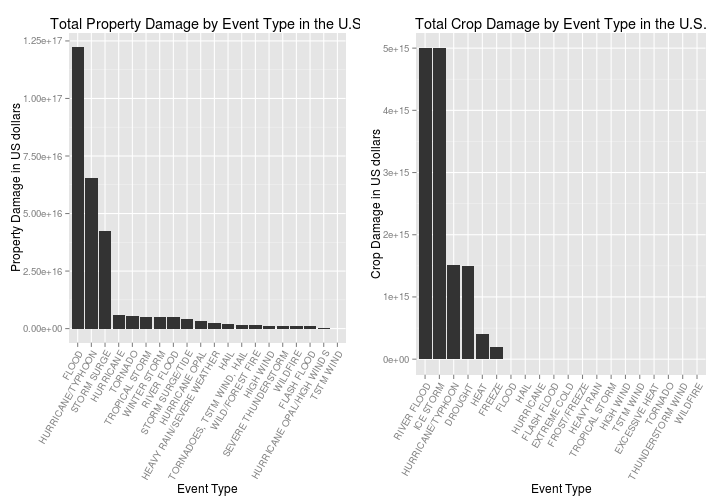 Total Property Damage by Event Type in the U.S
Property Damage in US dollars
1.25e+17
1.00e+17
7.50e+16
5.00e+16
2.50e+16
0.00e+00
FLOOD
HURRICANE/TYPHOON
STORM SURGE
HURRICANE
TORNADO
TROPICAL STORM
WINTER STORM
RIVER FLOOD
STORM SURGE/TIDE
HURRICANE OPAL
HEAVY RAIN/SEVERE WEATHER
HAIL
TORNADOES, TSTM WIND, HAIL
WILD/FOREST FIRE
HIGH WIND
SEVERE THUNDERSTORM
WILDFIRE
FLASH FLOOD
HURRICANE OPAL/HIGH WINDS
TSTM WIND
Event Type
Total Crop Damage by Event Type in the U.S.
Crop Damage in US dollars
5e+15
4e+15
3e+15
2e+15
1e+15
0e+00
RIVER FLOOD
ICE STORM
HURRICANE/TYPHOON
DROUGHT
HEAT
FREEZE
FLOOD
HAIL
HURRICANE
FLASH FLOOD
EXTREME COLD
FROST/FREEZE
HEAVY RAIN
TROPICAL STORM
HIGH WIND
TSTM WIND
EXCESSIVE HEAT
TORNADO
THUNDERSTORM WIND
WILDFIRE
Event Type